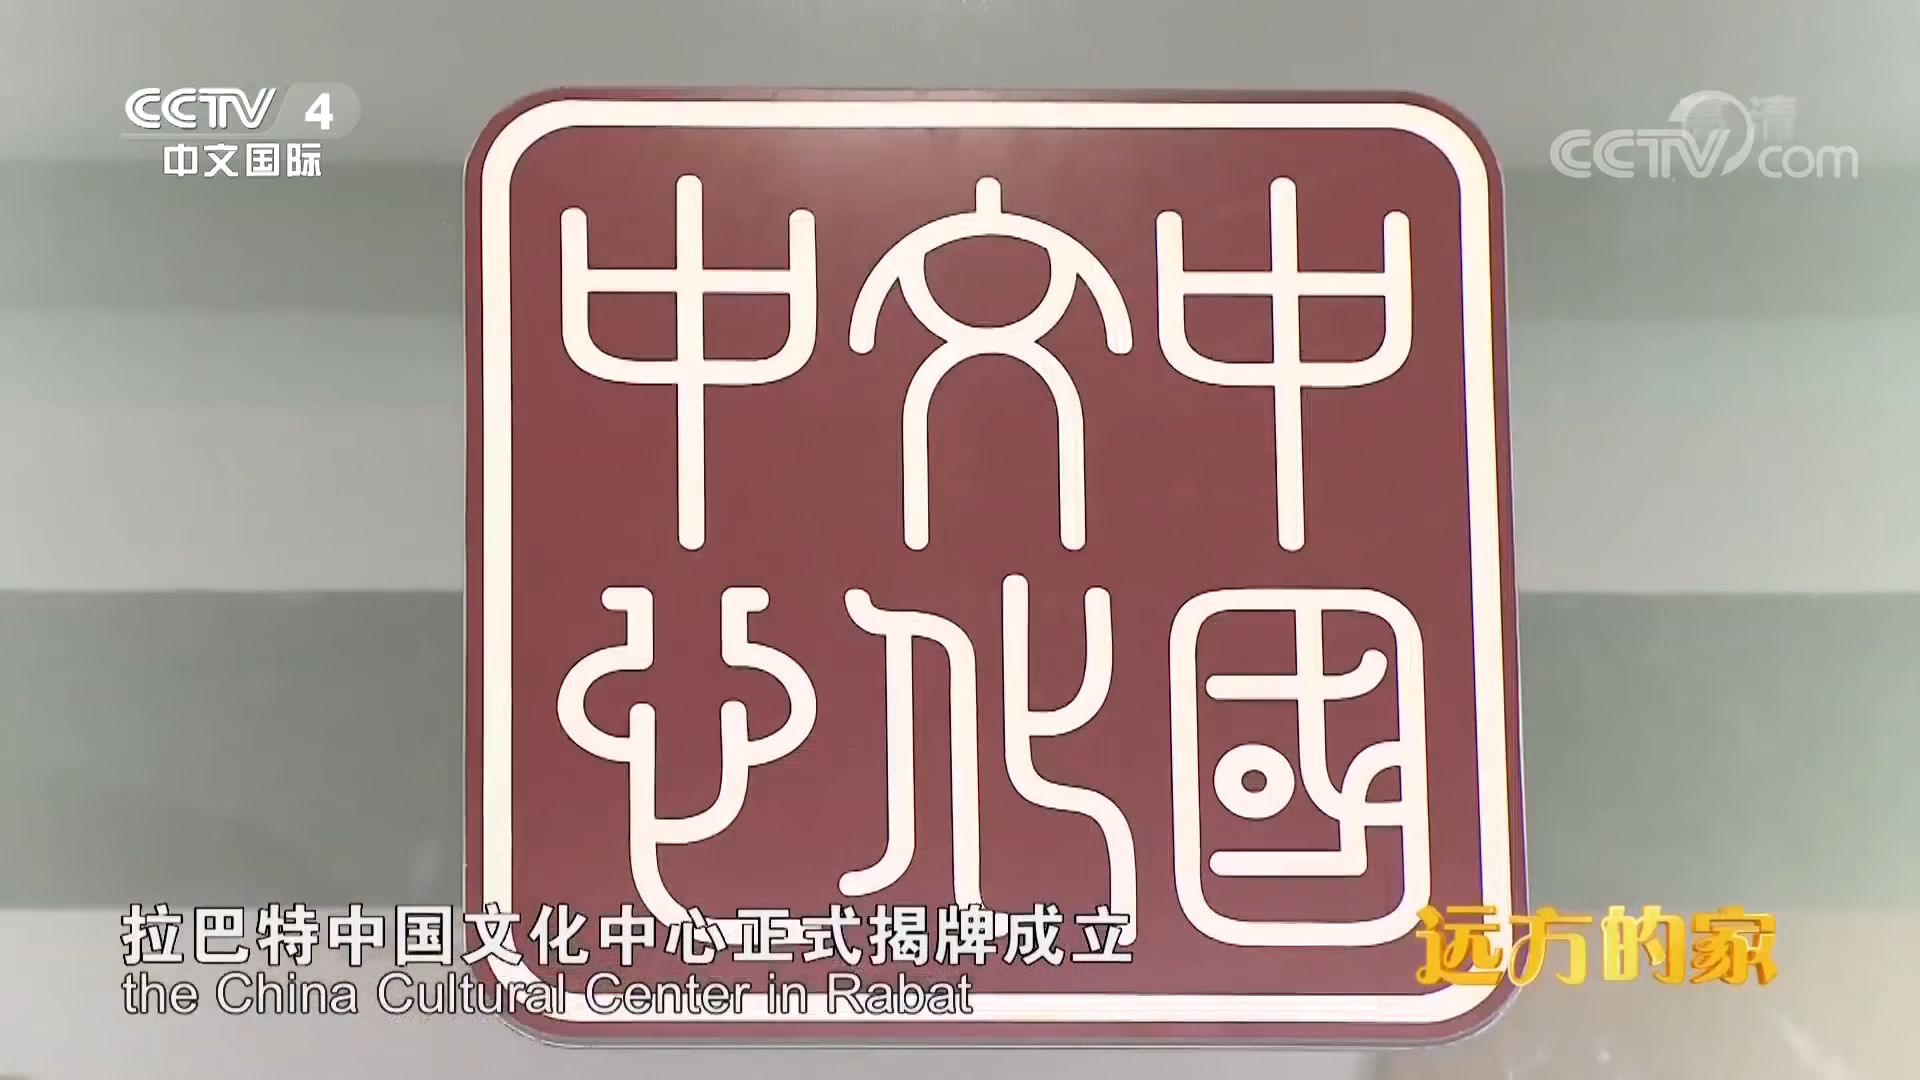 CCTV 4
中文国际
高清
CCTV.com
中國
文化
中心
拉巴特中国文化中心正式揭牌成立
the China Cultural Center in Rabat
远方的家